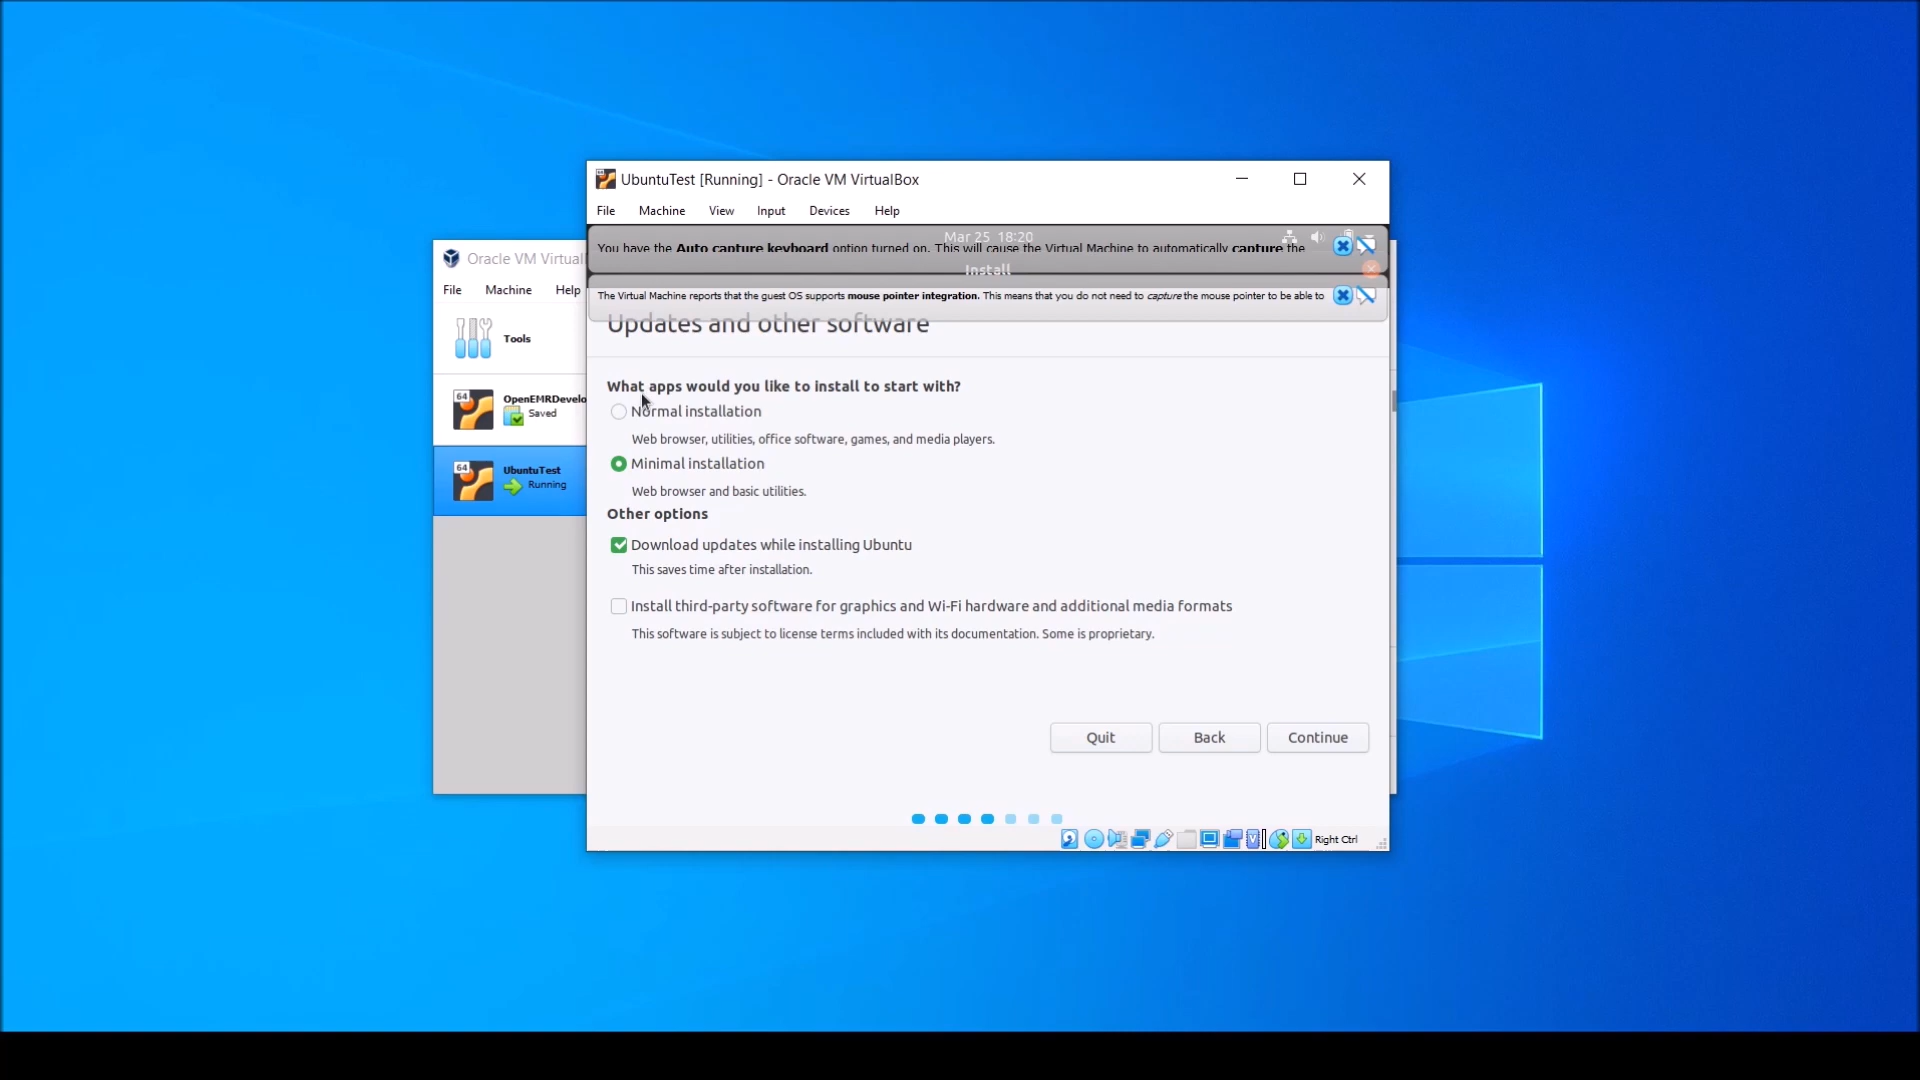 UbuntuTest [Running] - Oracle VM VirtualBox
File Machine View Input Devices Help
Mar 25 18:20
You have the Auto capture keyboard option turned on. This will cause the Virtual Machine to automatically capture the
Install
The Virtual Machine reports that the guest OS supports mouse pointer integration. This means that you do not need to capture the mouse pointer to be able to
Updates and other software
Oracle VM Virtual
File Machine Help
Tools
64
OpenEMRDevelo
Saved
64
UbuntuTest
Running
What apps would you like to install to start with?
Normal installation
Web browser, utilities, office software, games, and media players.
Minimal installation
Web browser and basic utilities.
Other options
Download updates while installing Ubuntu
This saves time after installation.
Install third-party software for graphics and Wi-Fi hardware and additional media formats
This software is subject to license terms included with its documentation. Some is proprietary.
Quit Back Continue
Right Ctrl